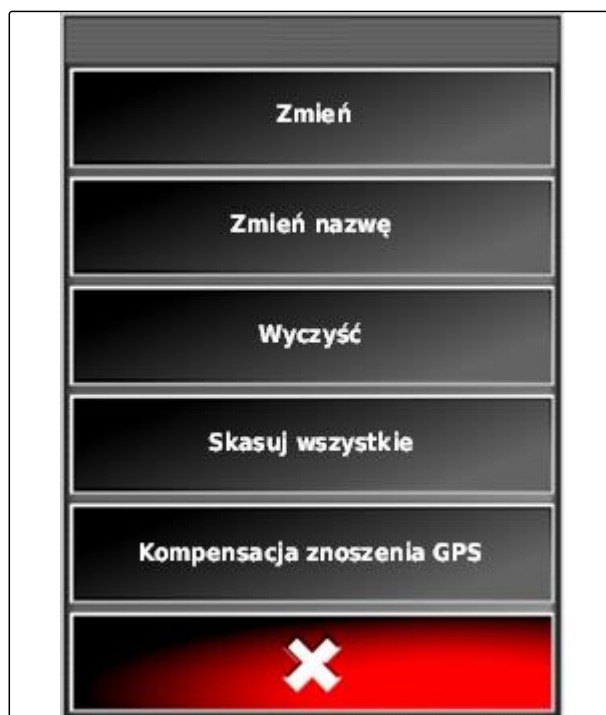 Zmień
Zmień nazwę
Wyczyść
Skasuj wszystkie
Kompensacja znoszenia GPS